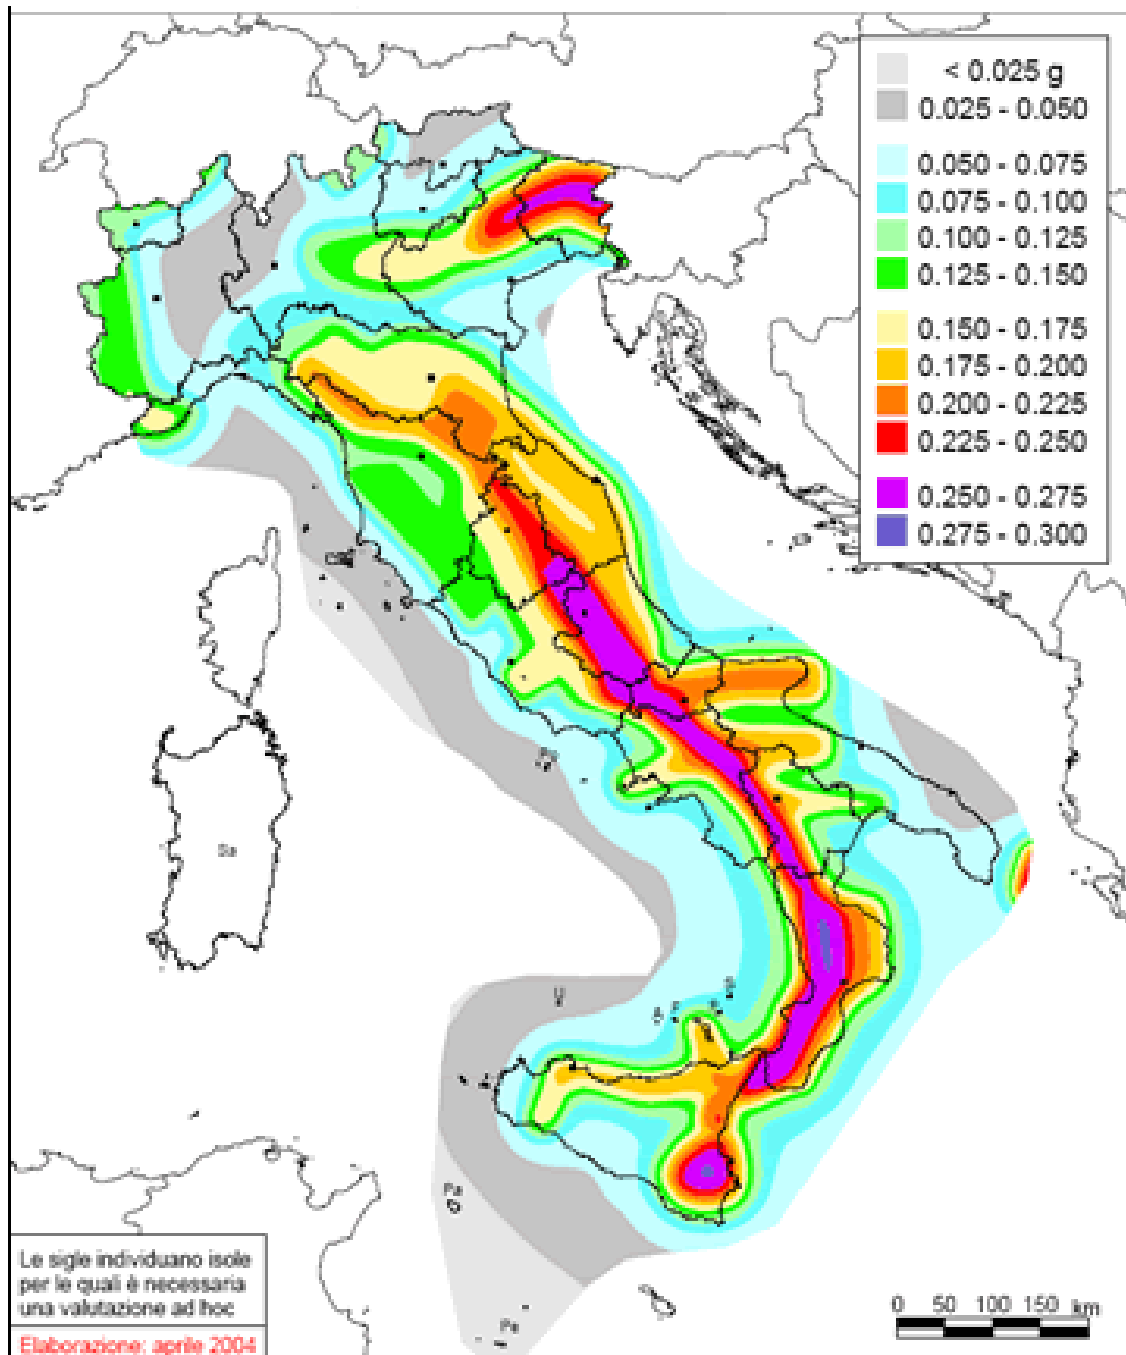 < 0.025 g
0.025 - 0.050
0.050 - 0.075
0.075 - 0.100
0.100 - 0.125
0.125 - 0.150
0.150 - 0.175
0.175 - 0.200
0.200 - 0.225
0.225 - 0.250
0.250 - 0.275
0.275 - 0.300
Sa
U
Pa
Pe
Le sigle individuano isole
per le quali è necessaria
una valutazione ad hoc
Elaborazione: aprile 2004
0 50 100 150 km